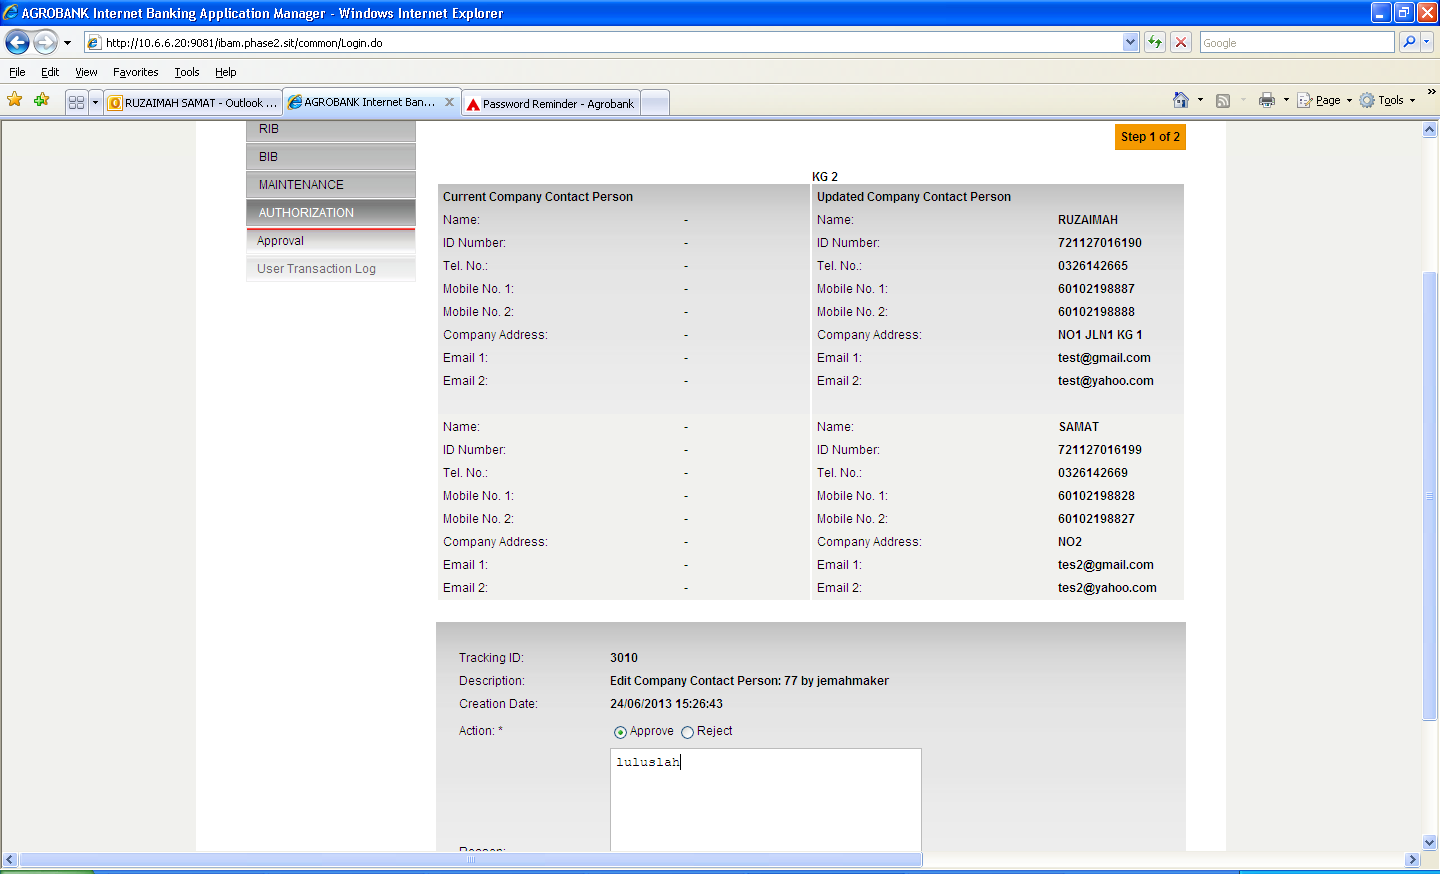 AGROBANK Internet Banking Application Manager - Windows Internet Explorer
http://10.6.6.20:9081/ibam.phase2.sit/common/Login.do
Google
File Edit View Favorites Tools Help
RUZAIMAH SAMAT - Outlook ...
AGROBANK Internet Ban...
Password Reminder - Agrobank
Page
Tools
RIB
BIB
MAINTENANCE
AUTHORIZATION
Approval
User Transaction Log
Step 1 of 2
KG 2
Current Company Contact Person Updated Company Contact Person
Name: - Name: RUZAIMAH
ID Number: - ID Number: 721127016190
Tel. No.: - Tel. No.: 0326142665
Mobile No. 1: - Mobile No. 1: 60102198887
Mobile No. 2: - Mobile No. 2: 60102198888
Company Address: - Company Address: NO1 JLN1 KG 1
Email 1: - Email 1: test@gmail.com
Email 2: - Email 2: test@yahoo.com
Name: - Name: SAMAT
ID Number: - ID Number: 721127016199
Tel. No.: - Tel. No.: 0326142669
Mobile No. 1: - Mobile No. 1: 60102198828
Mobile No. 2: - Mobile No. 2: 60102198827
Company Address: - Company Address: NO2
Email 1: - Email 1: tes2@gmail.com
Email 2: - Email 2: tes2@yahoo.com
Tracking ID: 3010
Description: Edit Company Contact Person: 77 by jemahmaker
Creation Date: 24/06/2013 15:26:43
Action: * Approve Reject
luluslah
Reason: